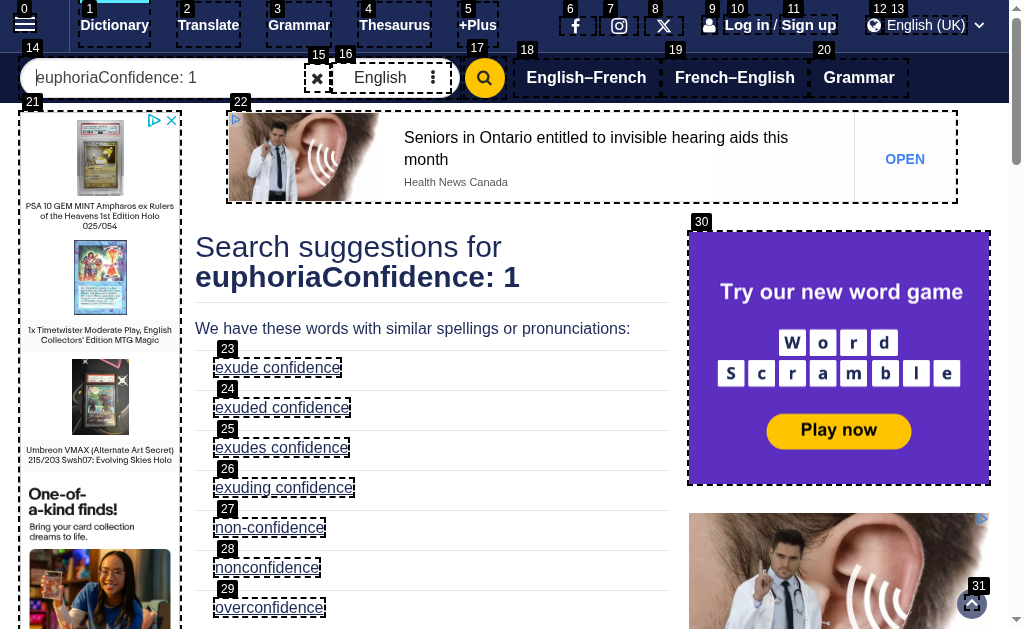 0 1 2 3 4 5 6 7 8 9 10 11 12 13
Dictionary Translate Grammar Thesaurus +Plus Log in / Sign up English (UK)
14 15 16 17 18 19 20
euphoriaConfidence: 1 English English–French French–English Grammar
21 22
PSA 10 GEM MINT Ampharos ex Rulers
of the Heavens 1st Edition Holo
025/054
1x Timetwister Moderate Play, English
Collectors' Edition MTG Magic
Umbreon VMAX (Alternate Art Secret)
215/203 Swsh07: Evolving Skies Holo
One-of-
a-kind finds!
Bring your card collection
dreams to life.
Seniors in Ontario entitled to invisible hearing aids this
month
Health News Canada
OPEN
Search suggestions for
euphoriaConfidence: 1
We have these words with similar spellings or pronunciations:
23
exude confidence
24
exuded confidence
25
exudes confidence
26
exuding confidence
27
non-confidence
28
nonconfidence
29
overconfidence
30
Try our new word game
Word
Scramble
Play now
31